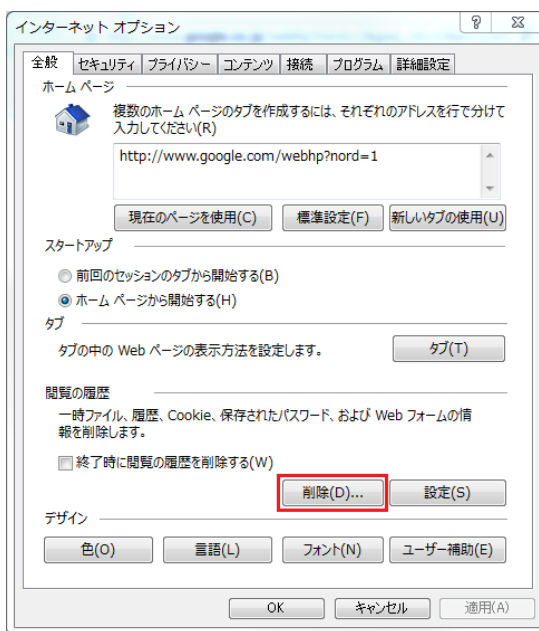 インターネット オプション
全般 セキュリティ プライバシー コンテンツ 接続 プログラム 詳細設定
ホーム ページ
複数のホーム ページのタブを作成するには、それぞれのアドレスを行で分けて
入力してください(R)
http://www.google.com/webhp?nord=1
現在のページを使用(C) 標準設定(F) 新しいタブの使用(U)
スタートアップ
前回のセッションのタブから開始する(B)
ホーム ページから開始する(H)
タブ
タブの中の Web ページの表示方法を設定します。 タブ(T)
閲覧の履歴
一時ファイル、履歴、Cookie、保存されたパスワード、および Web フォームの情
報を削除します。
終了時に閲覧の履歴を削除する(W)
削除(D)... 設定(S)
デザイン
色(O) 言語(L) フォント(N) ユーザー補助(E)
OK キャンセル 適用(A)